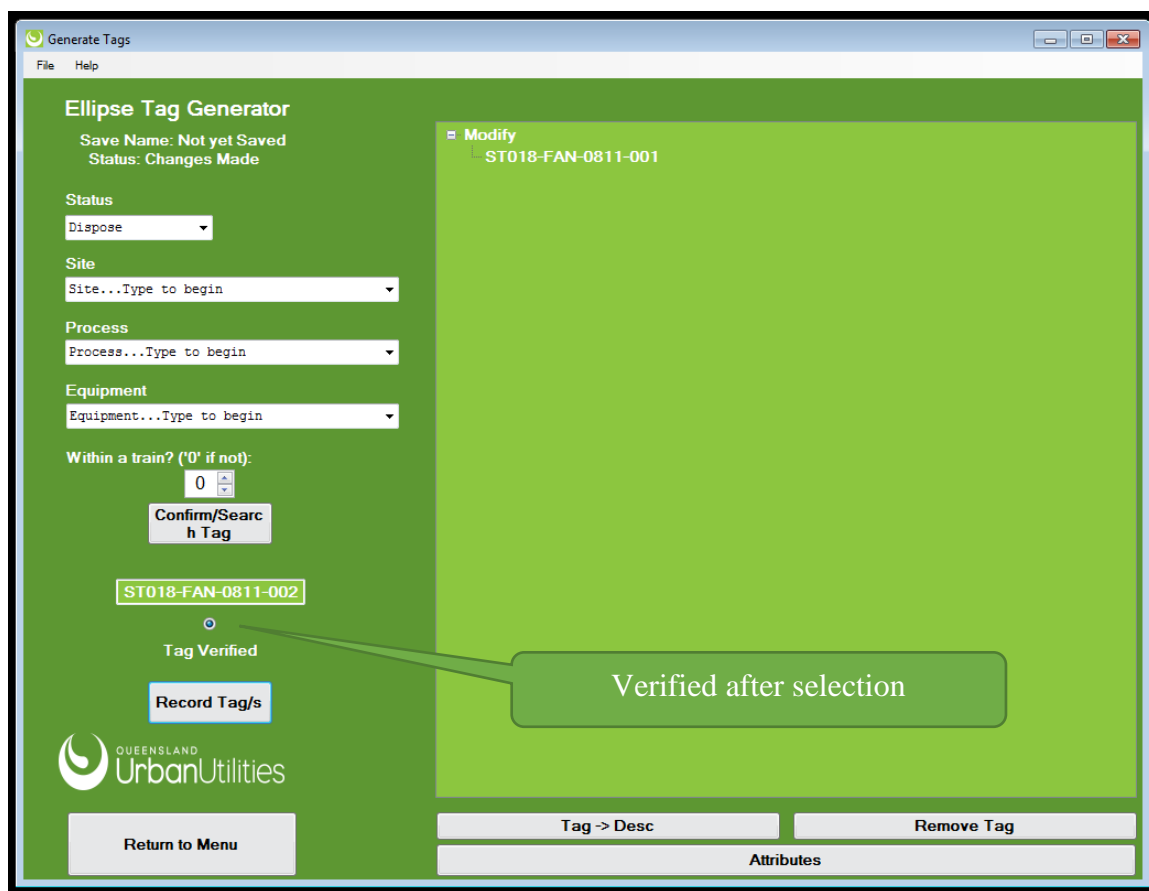 Generate Tags
File Help
Ellipse Tag Generator
Save Name: Not yet Saved
Status: Changes Made
Status
Dispose
Site
Site...Type to begin
Process
Process...Type to begin
Equipment
Equipment...Type to begin
Within a train? ('0' if not):
0
Confirm/Searc
h Tag
ST018-FAN-0811-002
Tag Verified
Record Tag/s
QUEENSLAND
UrbanUtilities
Return to Menu
Modify
ST018-FAN-0811-001
Verified after selection
Tag -> Desc
Remove Tag
Attributes